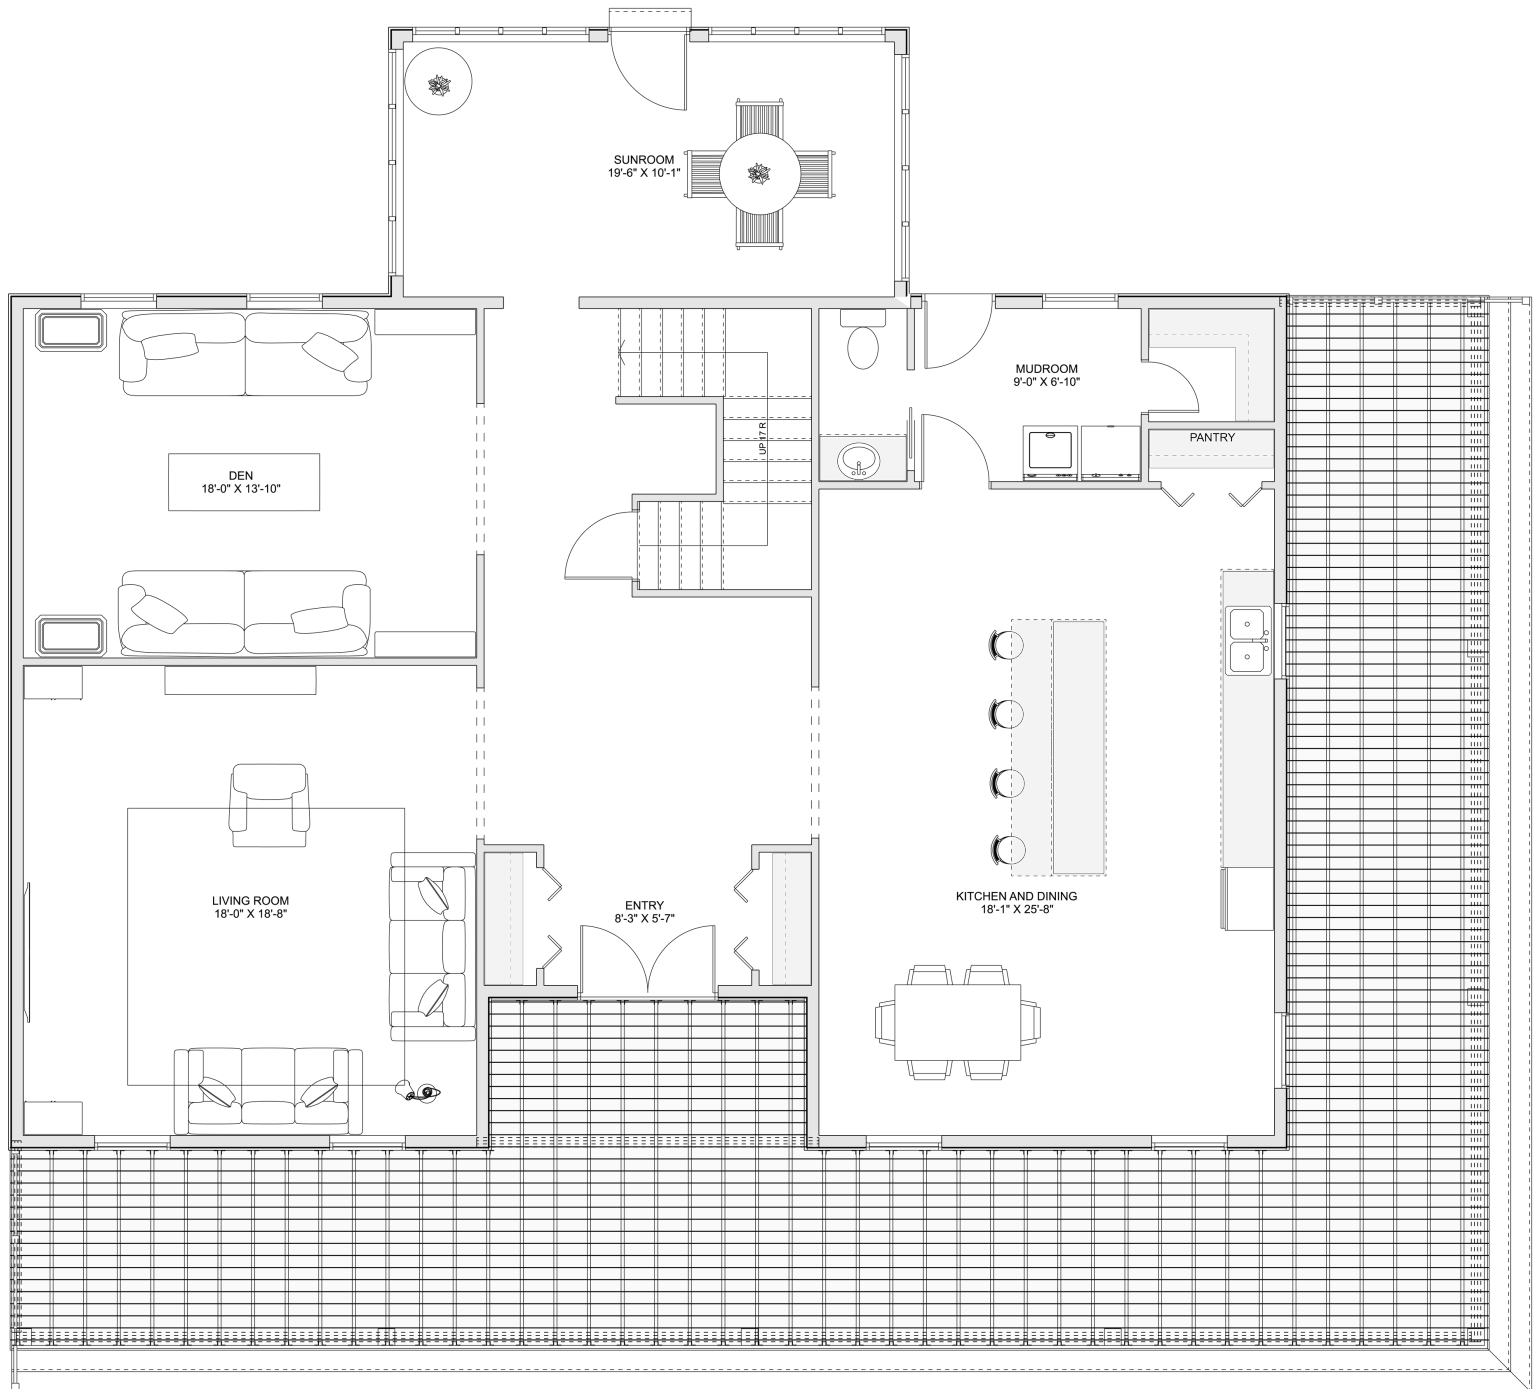 SUNROOM
19'-6" X 10'-1"
MUDROOM
9'-0" X 6'-10"
PANTRY
UP 17 R
DEN
18'-0" X 13'-10"
LIVING ROOM
18'-0" X 18'-8"
ENTRY
8'-3" X 5'-7"
KITCHEN AND DINING
18'-1" X 25'-8"